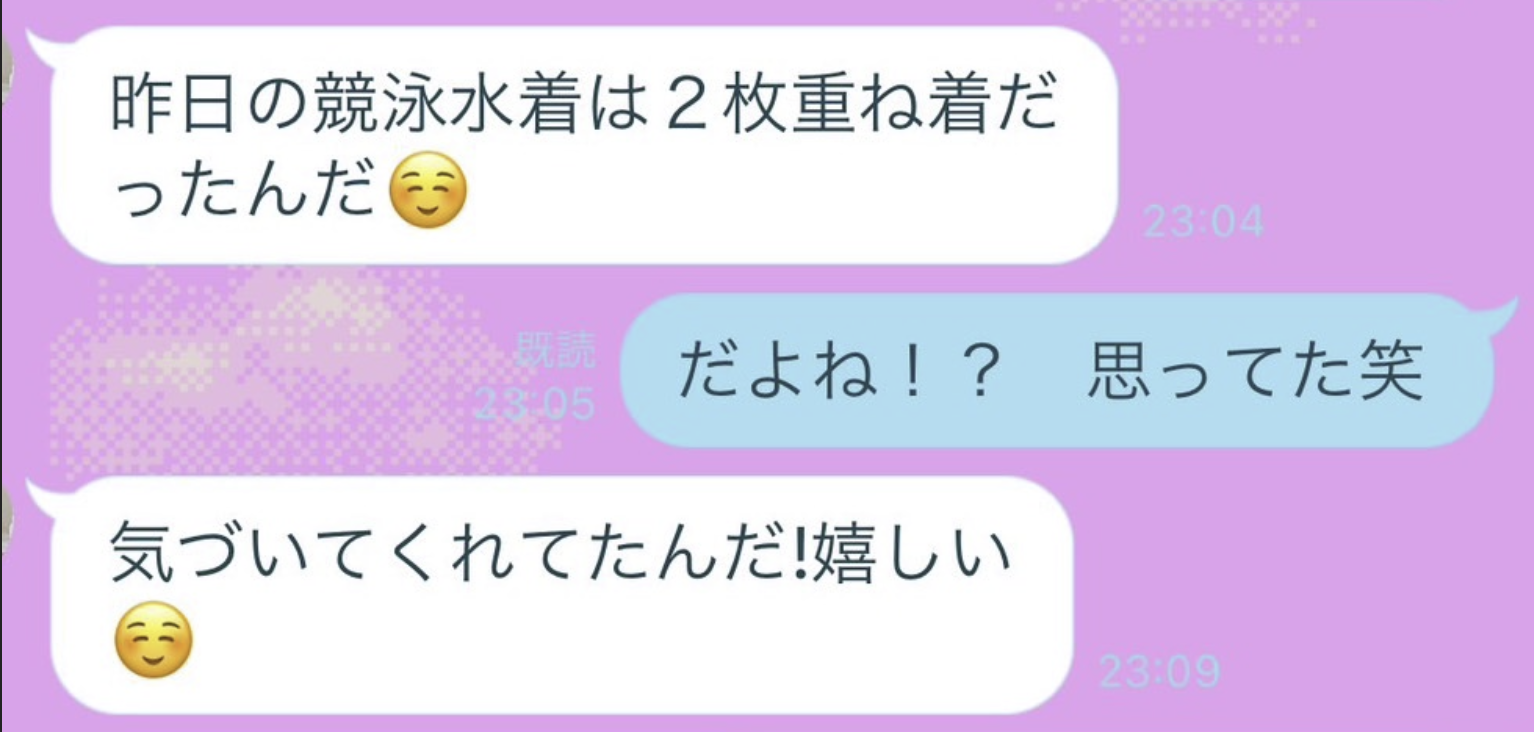 昨日の競泳水着は２枚重ね着だ
ったんだ☺️
23:04
既読
23:05
だよね！？　思ってた笑
気づいてくれてたんだ!嬉しい
☺️
23:09